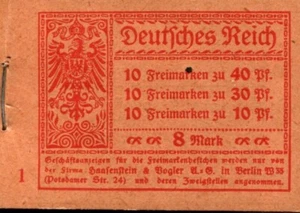 Deutsches Reich
10 Freimarken zu 40 Pf.
10 Freimarken zu 30 Pf.
10 Freimarken zu 10 Pf.
8 Mark
Geschäftsanzeigen für die Freimarkenheftchen werden nur von
der Firma Haasenstein & Vogler A.G. in Berlin W35
(Potsdamer Str. 24) und deren Zweigstellen angenommen.
1